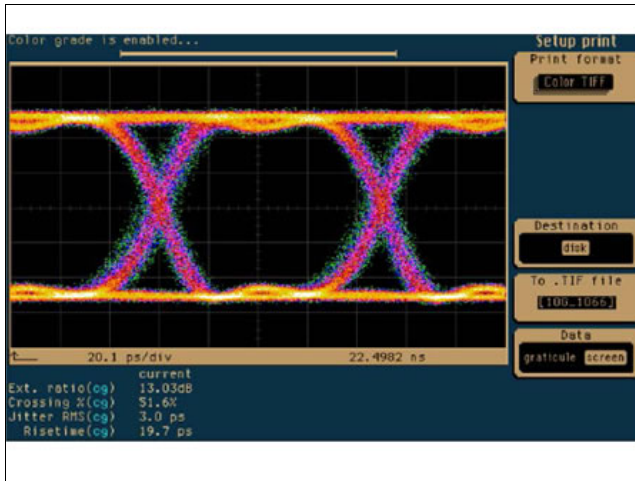 Color grade is enabled...
Setup print
Print format
Color TIFF
Destination
disk
To .TIF file
[10G_1066]
Data
graticule screen
20.1 ps/div 22.4982 ns
current
Ext. ratio(cg) 13.03dB
Crossing %(cg) 51.6%
Jitter RMS(cg) 3.0 ps
Risetime(cg) 19.7 ps